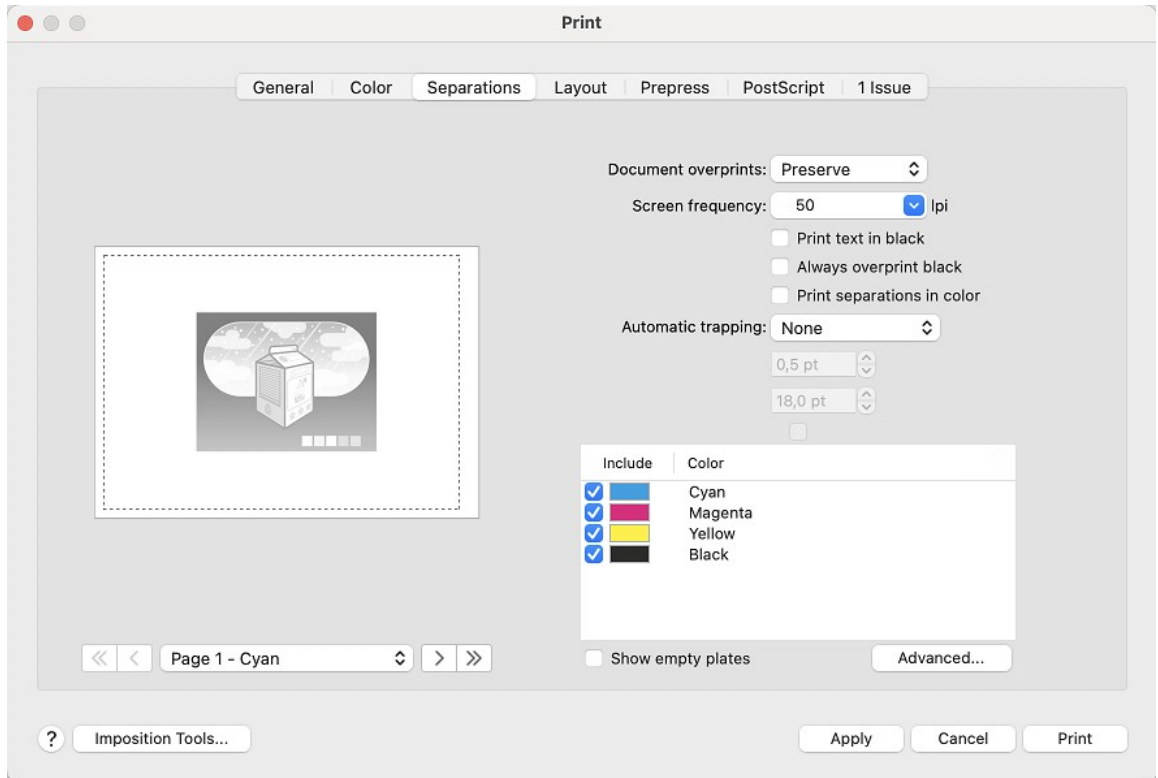 Print
General Color Separations Layout Prepress PostScript 1 Issue
Document overprints: Preserve
Screen frequency: 50 lpi
Print text in black
Always overprint black
Print separations in color
Automatic trapping: None
0,5 pt
18,0 pt
Include Color
Cyan
Magenta
Yellow
Black
Show empty plates Advanced...
Page 1 - Cyan
? Imposition Tools... Apply Cancel Print